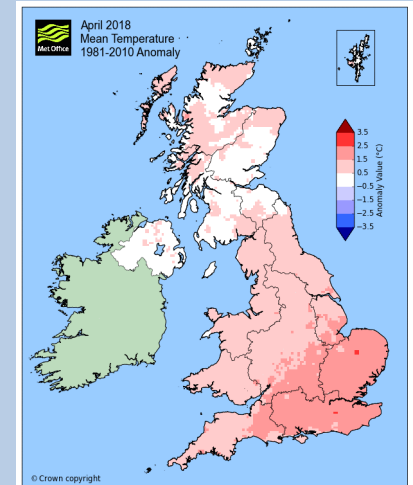 April 2018
Mean Temperature
1981-2010 Anomaly
Met Office
3.5
2.5
1.5
0.5
−0.5
−1.5
−2.5
−3.5
Anomaly Value (°C)
© Crown copyright